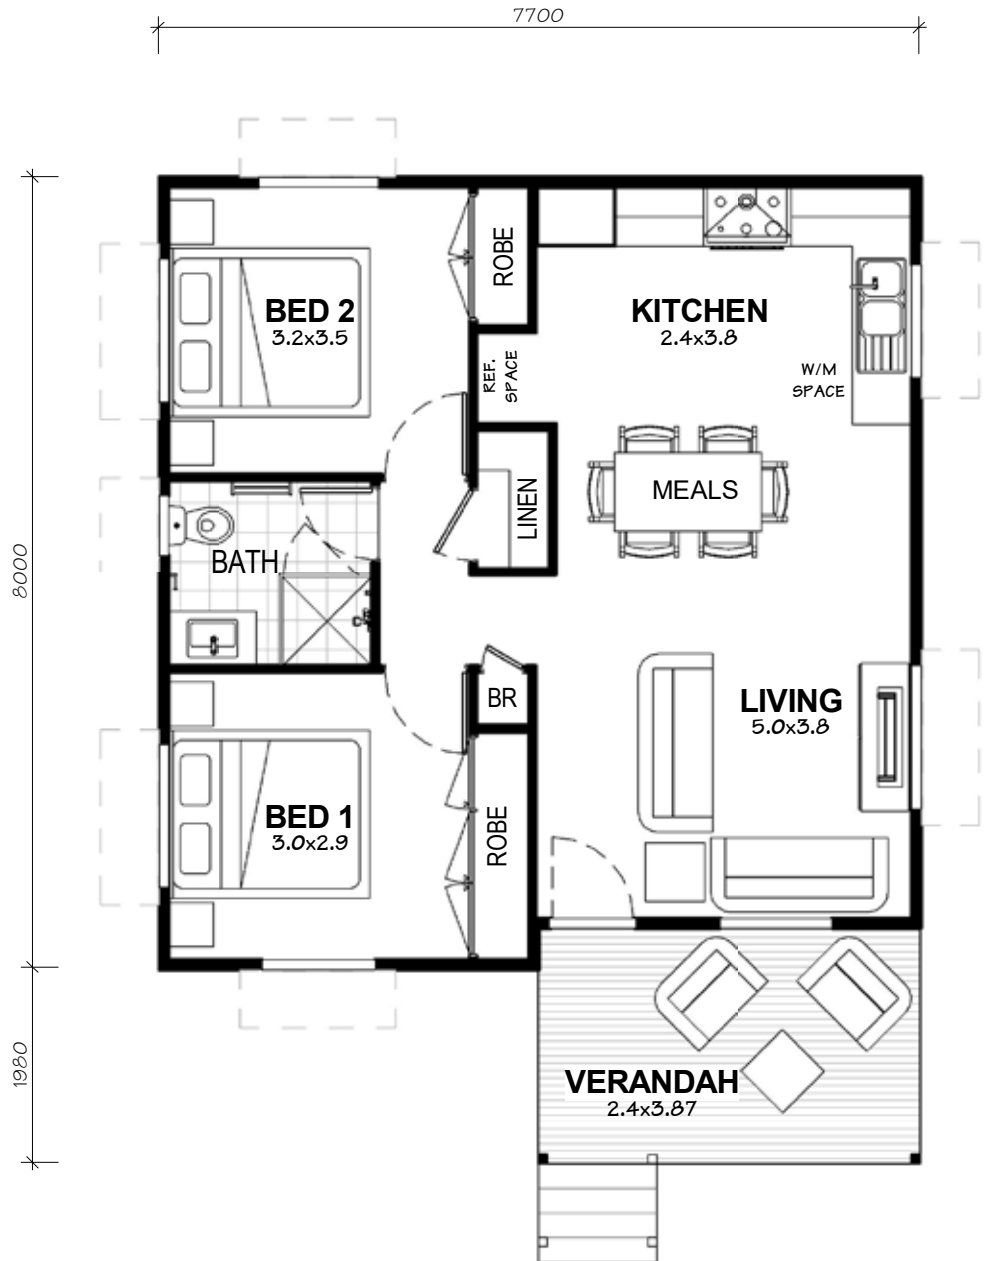 7700
ROBE
BED 2
3.2x3.5
KITCHEN
2.4x3.8
REF.
SPACE
W/M
SPACE
MEALS
LINEN
BATH
8000
BR
LIVING
5.0x3.8
BED 1
3.0x2.9
ROBE
1980
VERANDAH
2.4x3.87